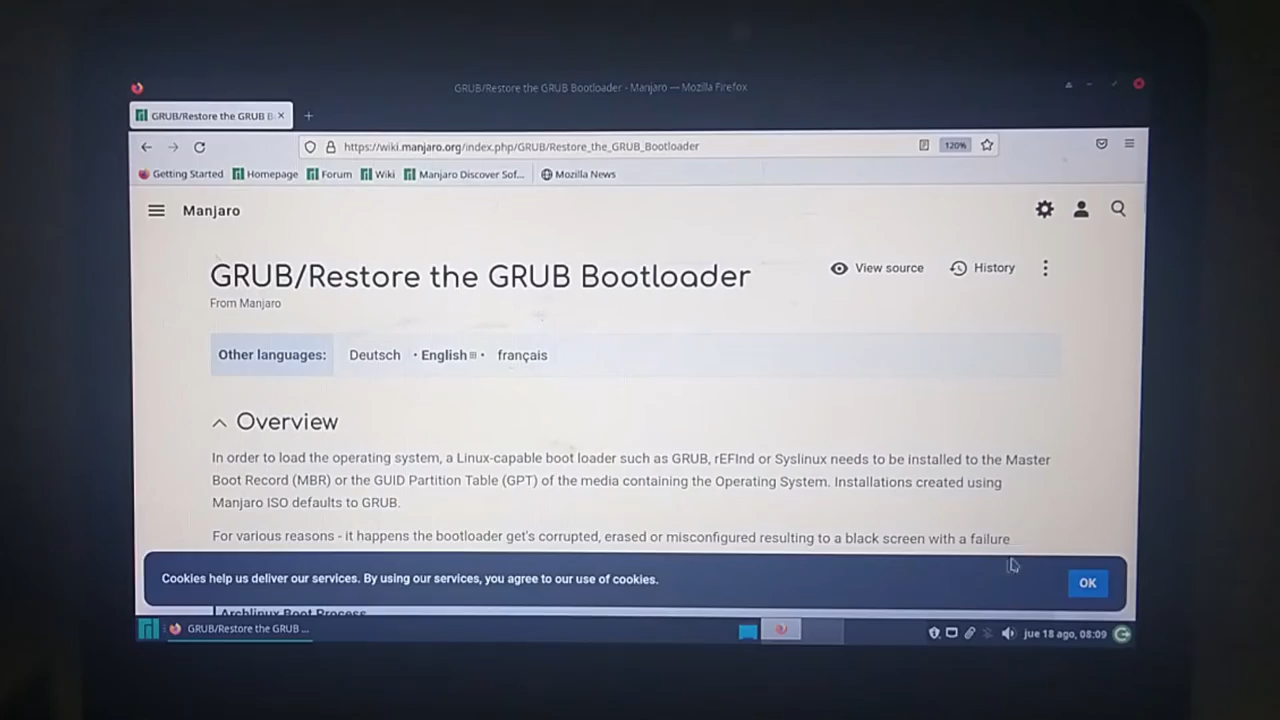 GRUB/Restore the GRUB Bootloader - Manjaro — Mozilla Firefox
GRUB/Restore the GRUB B
https://wiki.manjaro.org/index.php/GRUB/Restore_the_GRUB_Bootloader
120%
Getting Started Homepage Forum Wiki Manjaro Discover Sof... Mozilla News
Manjaro
GRUB/Restore the GRUB Bootloader
View source History
From Manjaro
Other languages: Deutsch • English • français
Overview
In order to load the operating system, a Linux-capable boot loader such as GRUB, rEFInd or Syslinux needs to be installed to the Master
Boot Record (MBR) or the GUID Partition Table (GPT) of the media containing the Operating System. Installations created using
Manjaro ISO defaults to GRUB.
For various reasons - it happens the bootloader get's corrupted, erased or misconfigured resulting to a black screen with a failure
Cookies help us deliver our services. By using our services, you agree to our use of cookies.
OK
Archlinux Boot Process
GRUB/Restore the GRUB ...
jue 18 ago, 08:09